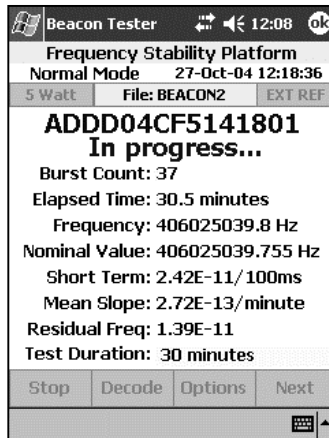 Beacon Tester 12:08 ok
Frequency Stability Platform
Normal Mode 27-Oct-04 12:18:36
5 Watt File: BEACON2 EXT REF
ADDD04CF5141801
In progress...
Burst Count: 37
Elapsed Time: 30.5 minutes
Frequency: 406025039.8 Hz
Nominal Value: 406025039.755 Hz
Short Term: 2.42E-11/100ms
Mean Slope: 2.72E-13/minute
Residual Freq: 1.39E-11
Test Duration: 30 minutes
Stop Decode Options Next